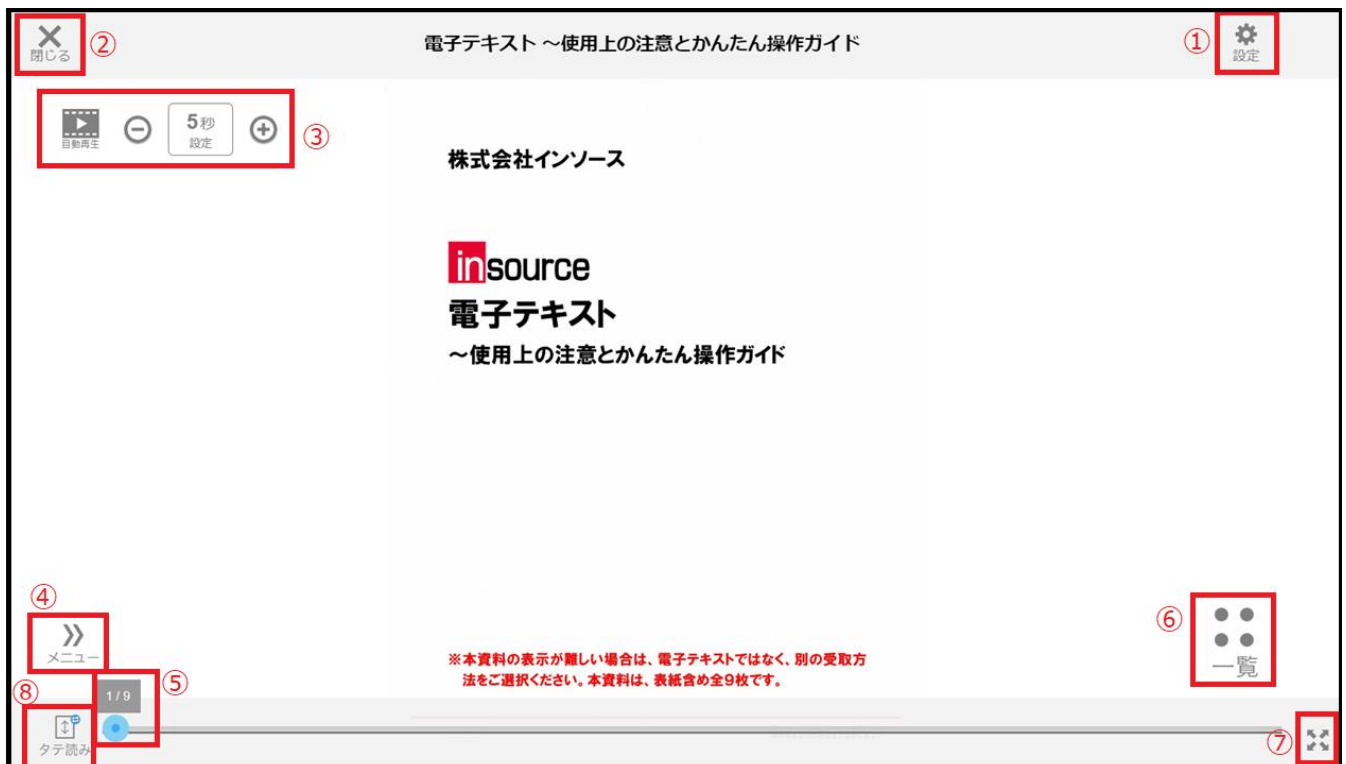 閉じる
②
電子テキスト ~使用上の注意とかんたん操作ガイド
①
設定
自動再生
5秒
設定
③
株式会社インソース
insource
電子テキスト
~使用上の注意とかんたん操作ガイド
④
メニュー
⑥
一覧
※本資料の表示が難しい場合は、電子テキストではなく、別の受取方
法をご選択ください。本資料は、表紙含め全9枚です。
⑤
1/9
⑧
タテ読み
⑦